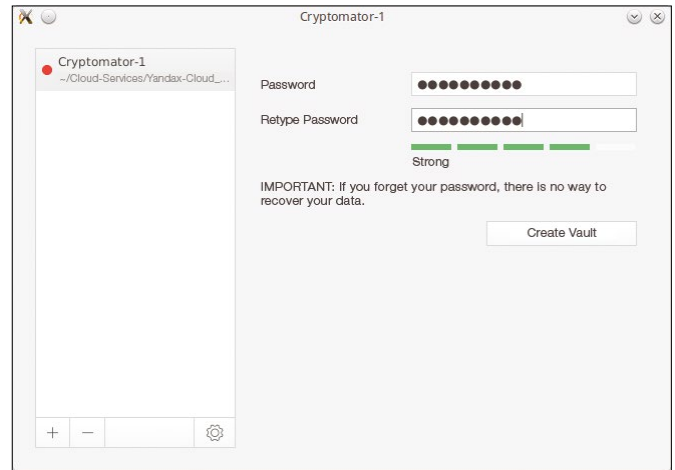 Cryptomator-1
Cryptomator-1
~/Cloud-Services/Yandax-Cloud_...
Password
Retype Password
Strong
IMPORTANT: If you forget your password, there is no way to
recover your data.
Create Vault